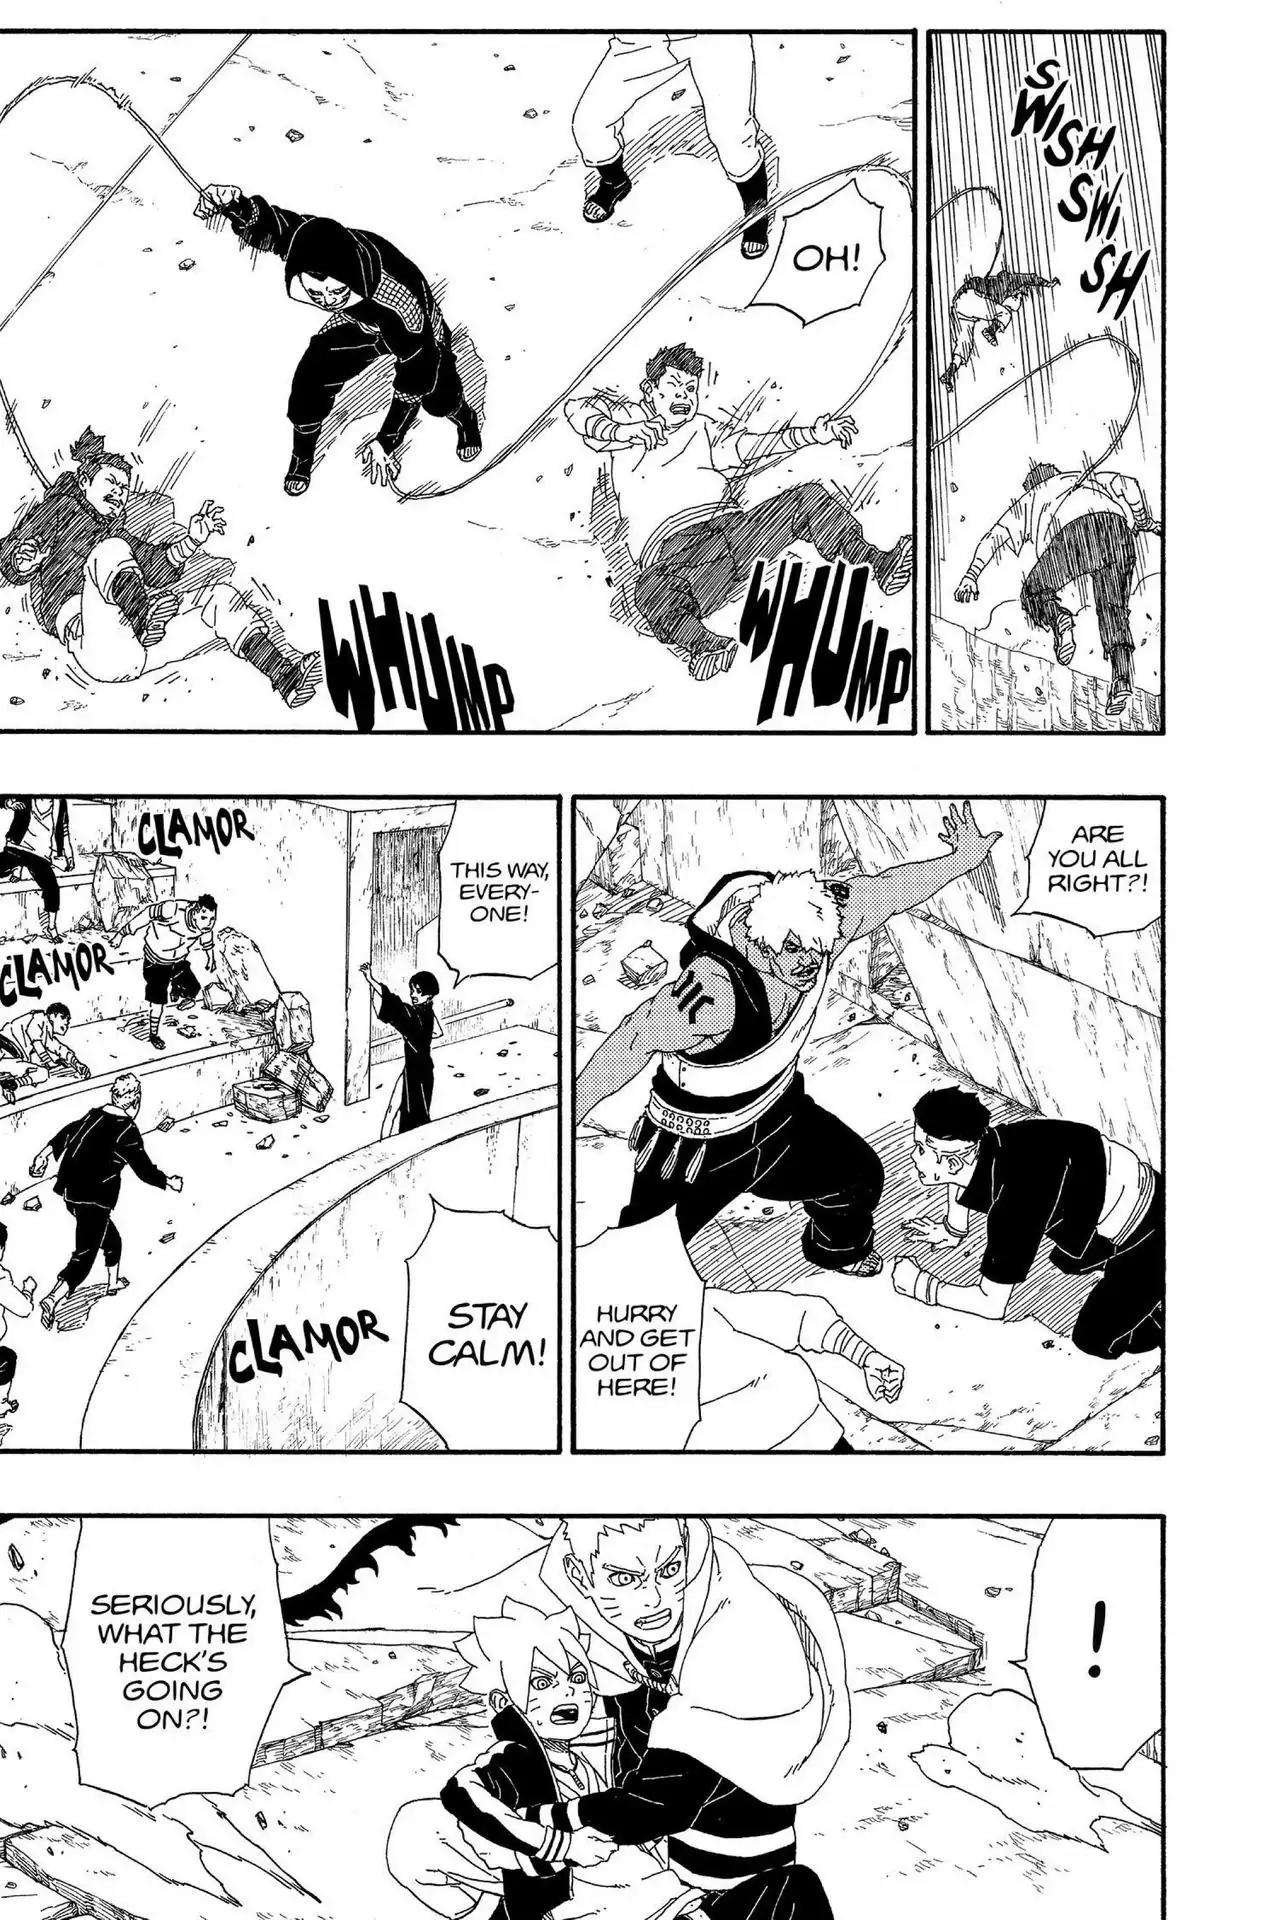 SWISH
SWISH
OH!
WHUMP
WHUMP
ARE
YOU ALL
RIGHT?!
HURRY
AND GET
OUT OF
HERE!
THIS WAY,
EVERY-
ONE!
CLAMOR
CLAMOR
STAY
CALM!
CLAMOR
!
SERIOUSLY,
WHAT THE
HECK'S
GOING
ON?!